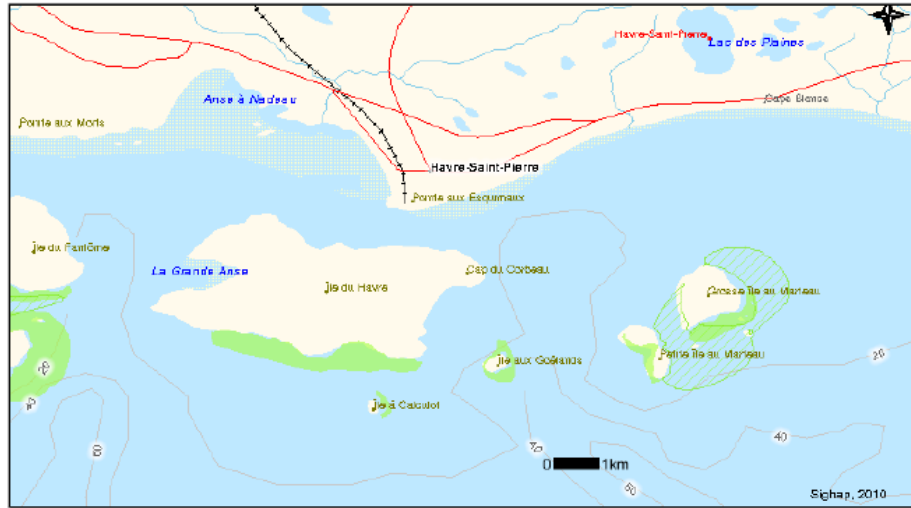 Havre-Saint-Pierre
Lac des Plaines
Anse à Nadeau
Pointe aux Morts
Havre-Saint-Pierre
Pointe aux Esquimaux
Île du Fantôme
La Grande Anse
Cap du Corbeau
Île du Havre
Grosse Île au Marteau
Île aux Goélands
Petite Île au Marteau
20
20
Île à Calculot
40
60
0 1km
Sighap, 2010